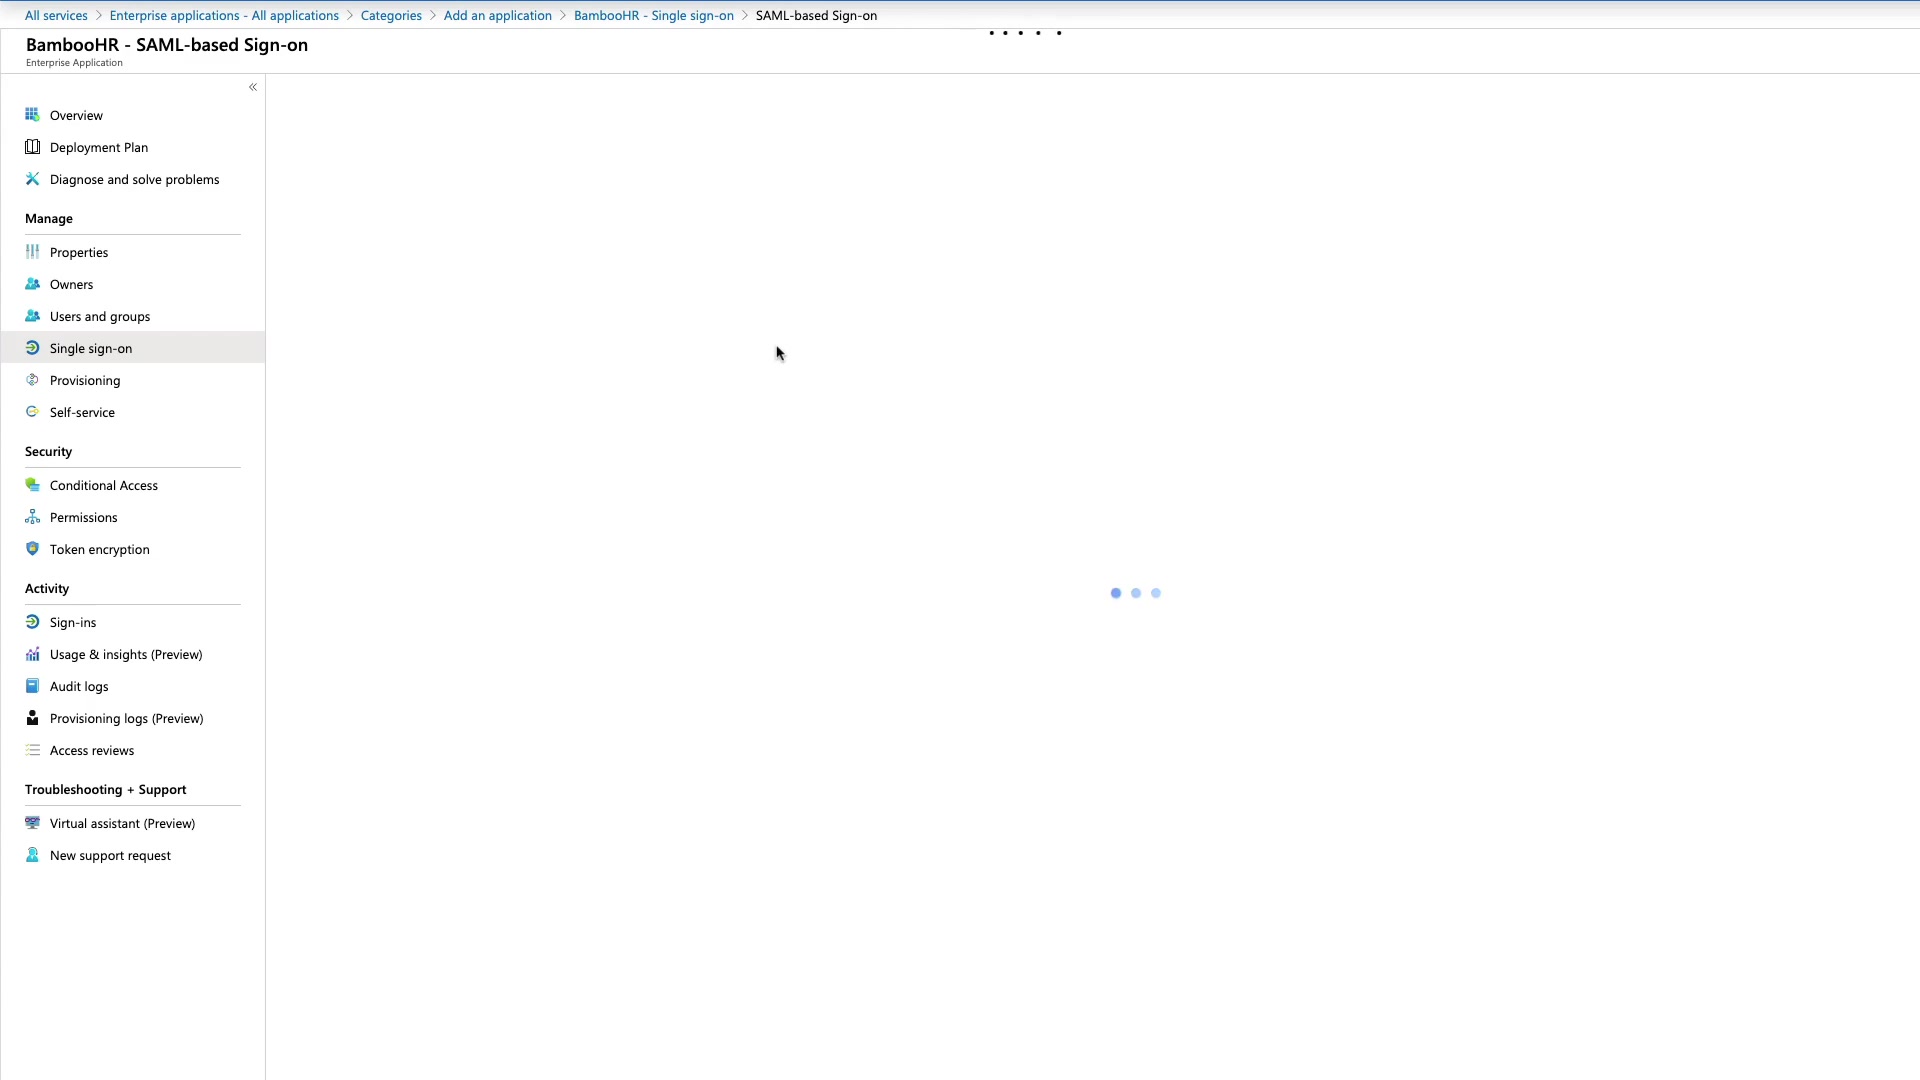 All services > Enterprise applications - All applications > Categories > Add an application > BambooHR - Single sign-on > SAML-based Sign-on
BambooHR - SAML-based Sign-on
Enterprise Application
«
Overview
Deployment Plan
Diagnose and solve problems
Manage
Properties
Owners
Users and groups
Single sign-on
Provisioning
Self-service
Security
Conditional Access
Permissions
Token encryption
Activity
Sign-ins
Usage & insights (Preview)
Audit logs
Provisioning logs (Preview)
Access reviews
Troubleshooting + Support
Virtual assistant (Preview)
New support request